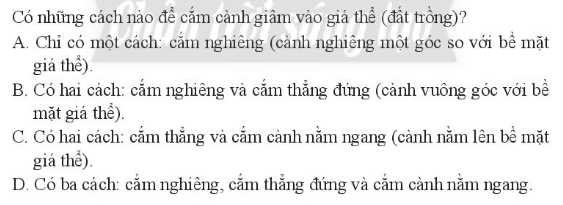 Có những cách nào để cắm cành giâm vào giá thể (đất trồng)?
A. Chỉ có một cách: cắm nghiêng (cành nghiêng một góc so với bề mặt
giá thể).
B. Có hai cách: cắm nghiêng và cắm thẳng đứng (cành vuông góc với bề
mặt giá thể).
C. Có hai cách: cắm thẳng và cắm cành nằm ngang (cành nằm lên bề mặt
giá thể).
D. Có ba cách: cắm nghiêng, cắm thẳng đứng và cắm cành nằm ngang.